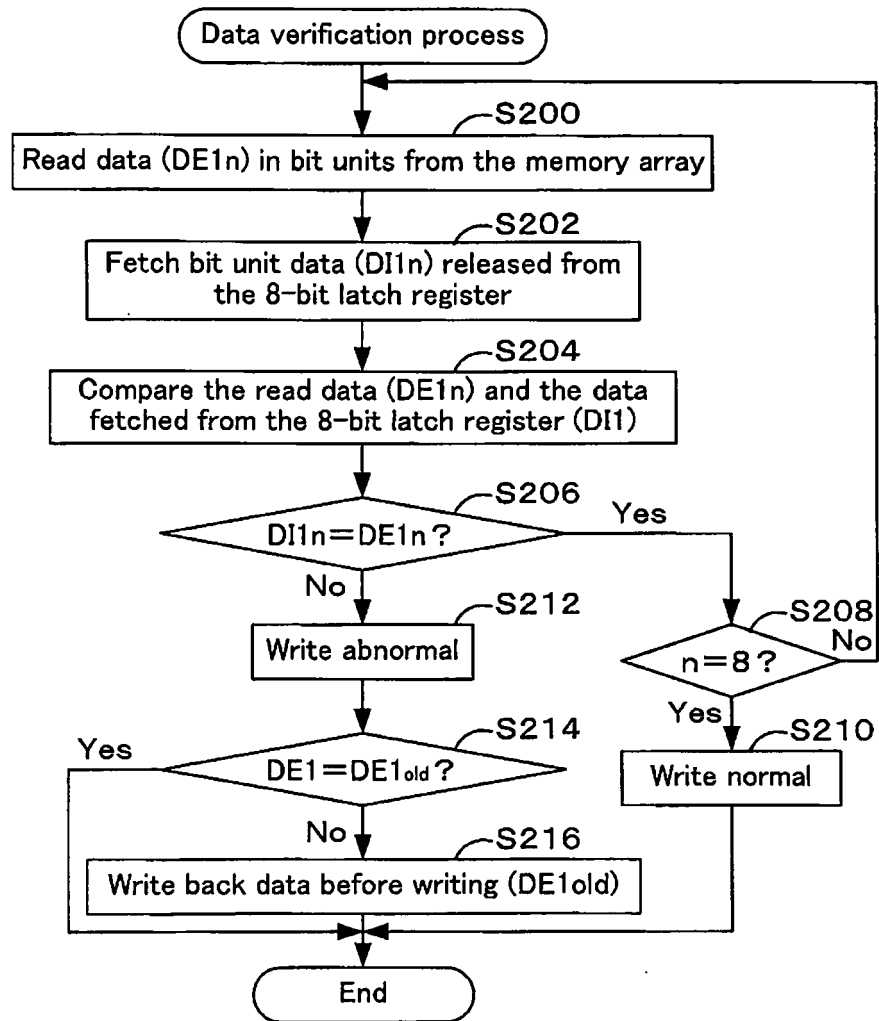 Data verification process
S200
Read data (DE1n) in bit units from the memory array
S202
Fetch bit unit data (DI1n) released from
the 8-bit latch register
S204
Compare the read data (DE1n) and the data
fetched from the 8-bit latch register (DI1)
S206
DI1n=DE1n?
Yes
No
S212
Write abnormal
S208
n=8?
No
Yes
S214
DE1=DE1old?
Yes
No
S210
Write normal
S216
Write back data before writing (DE1old)
End